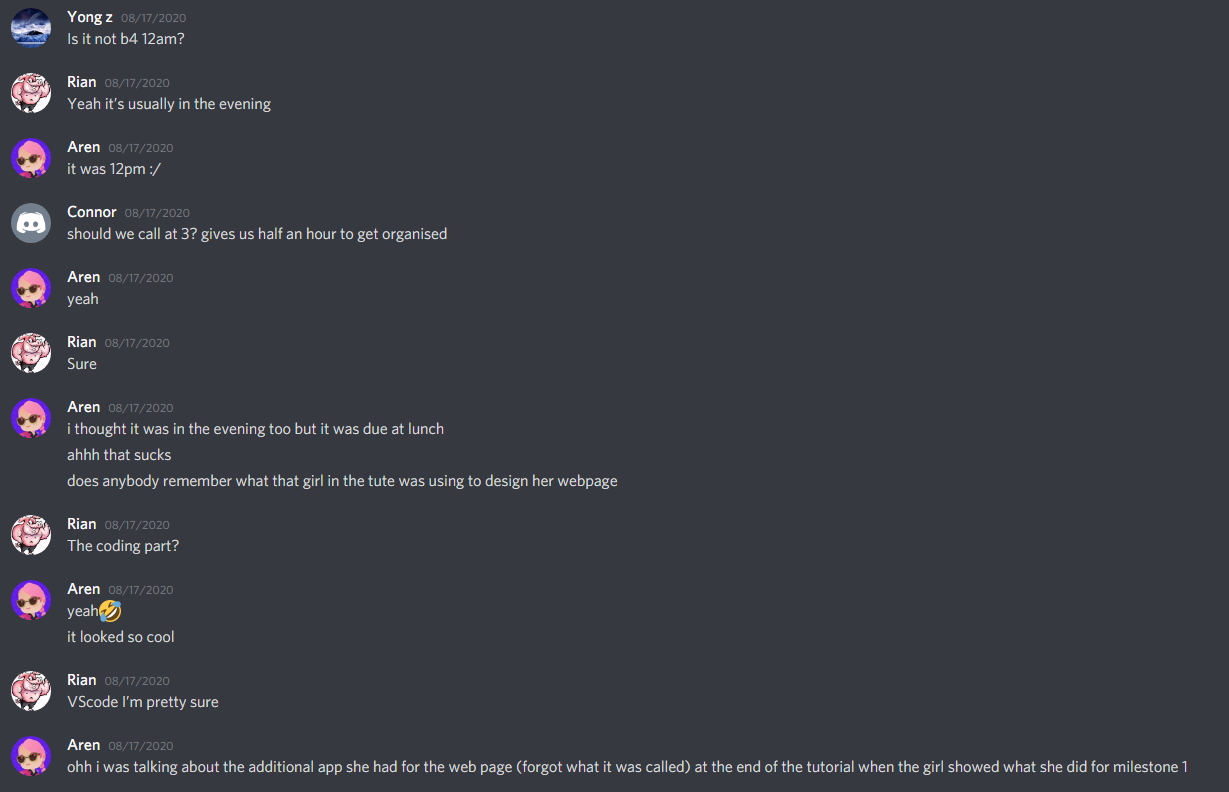 Yong z 08/17/2020
Is it not b4 12am?
Rian 08/17/2020
Yeah it's usually in the evening
Aren 08/17/2020
it was 12pm :/
Connor 08/17/2020
should we call at 3? gives us half an hour to get organised
Aren 08/17/2020
yeah
Rian 08/17/2020
Sure
Aren 08/17/2020
i thought it was in the evening too but it was due at lunch
ahhh that sucks
does anybody remember what that girl in the tute was using to design her webpage
Rian 08/17/2020
The coding part?
Aren 08/17/2020
yeah🤣
it looked so cool
Rian 08/17/2020
VScode I'm pretty sure
Aren 08/17/2020
ohh i was talking about the additional app she had for the web page (forgot what it was called) at the end of the tutorial when the girl showed what she did for milestone 1